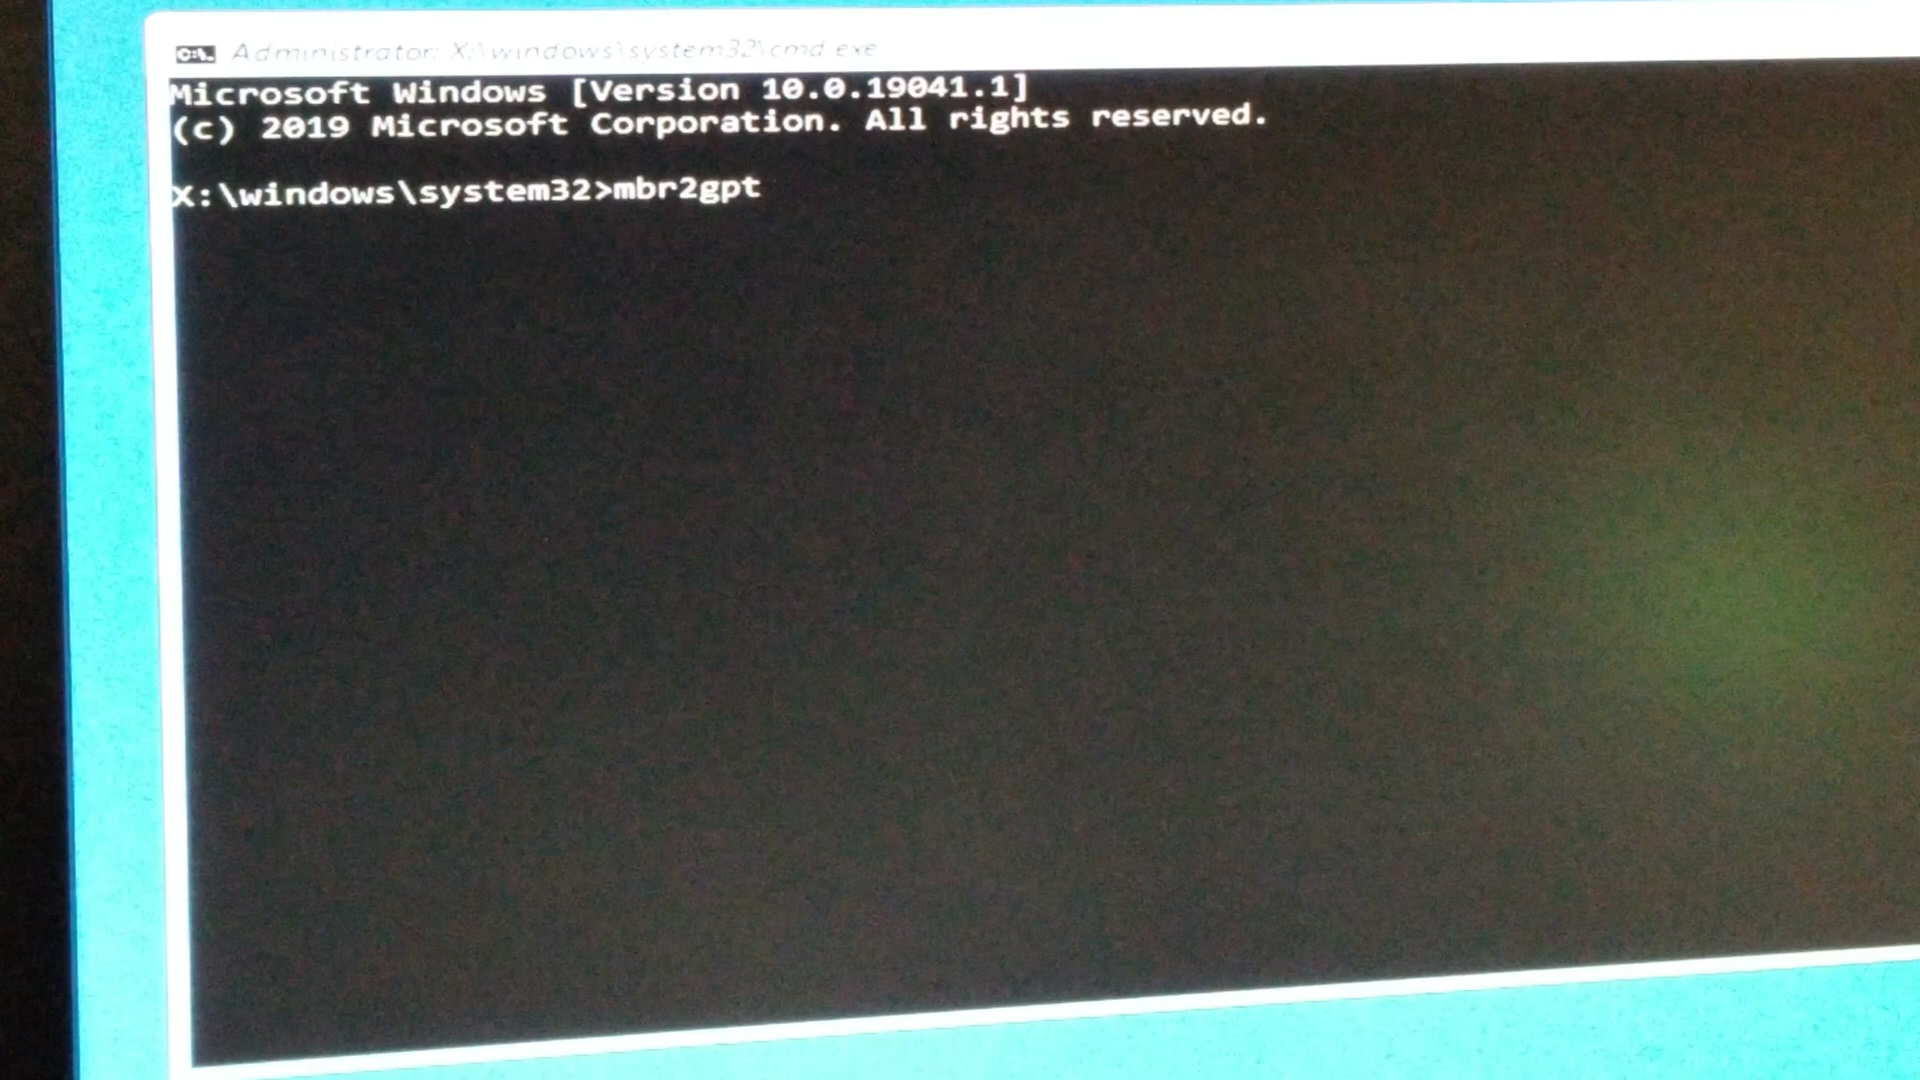 Administrator: X:\windows\system32\cmd.exe
Microsoft Windows [Version 10.0.19041.1]
(c) 2019 Microsoft Corporation. All rights reserved.
X:\windows\system32>mbr2gpt